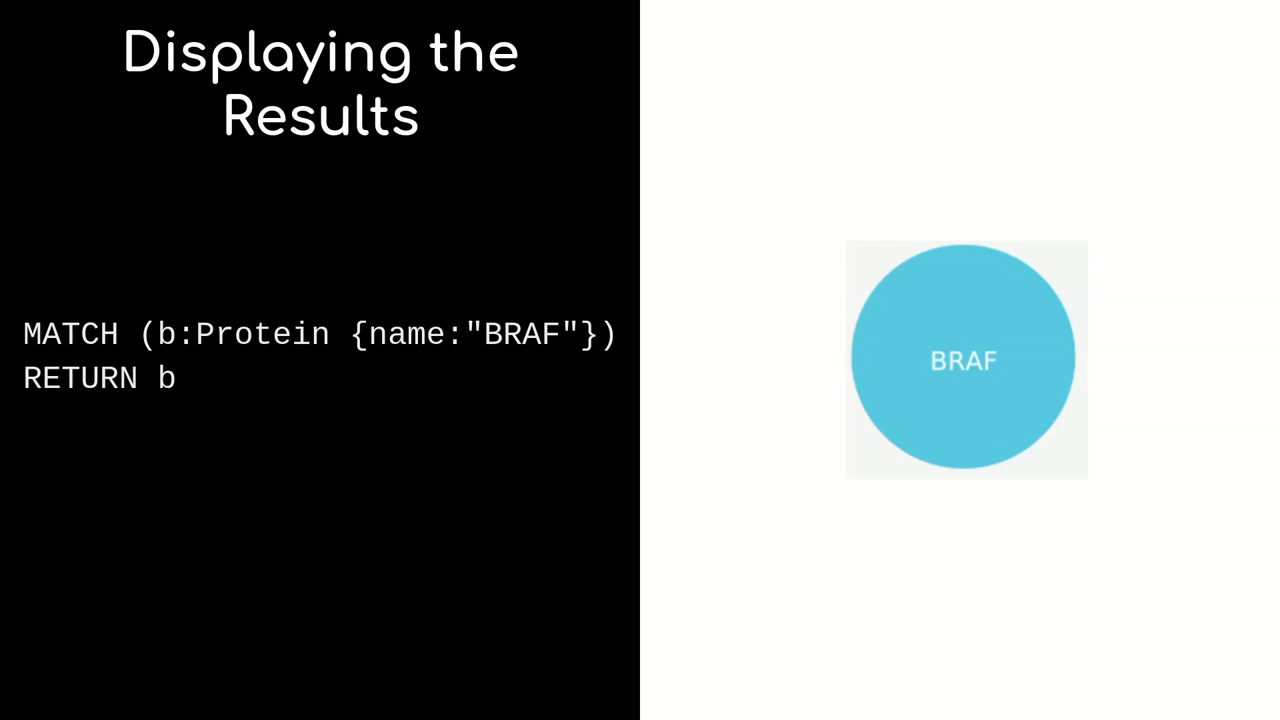 Displaying the
Results
MATCH (b:Protein {name:"BRAF"})
RETURN b
BRAF